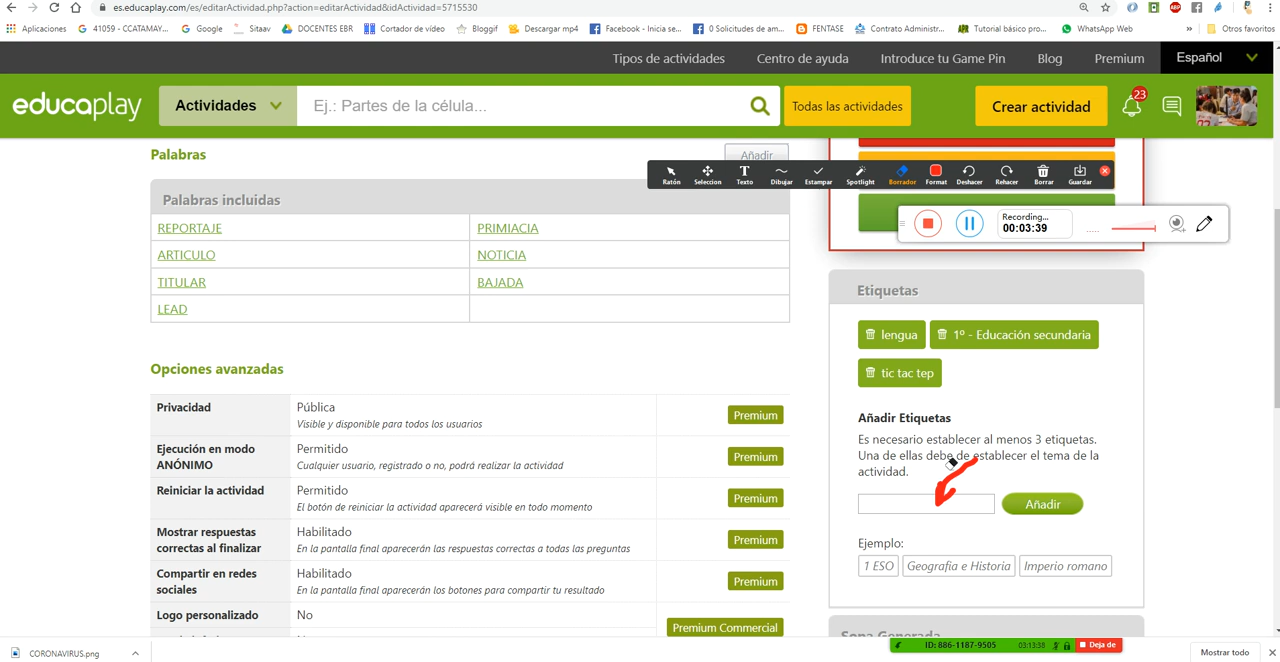 es.educaplay.com/es/editarActividad.php?action=editarActividad&idActividad=5715530
Aplicaciones
41059 - CCATAMAY...
Google
Sitaav
DOCENTES EBR
Cortador de vídeo
Bloggif
Descargar mp4
Facebook - Inicia se...
0 Solicitudes de am...
FENTASE
Contrato Administr...
Tutorial básico pro...
WhatsApp Web
»
Otros favoritos
Tipos de actividades
Centro de ayuda
Introduce tu Game Pin
Blog
Premium
Español
educaplay
Actividades
Ej.: Partes de la célula...
Todas las actividades
Crear actividad
23
Palabras
Añadir
Ratón
Seleccion
Texto
Dibujar
Estampar
Spotlight
Borrador
Format
Deshacer
Rehacer
Borrar
Guardar
Palabras incluidas
Recording...
00:03:39
REPORTAJE
PRIMIACIA
ARTICULO
NOTICIA
TITULAR
BAJADA
LEAD
Etiquetas
lengua
1º - Educación secundaria
tic tac tep
Opciones avanzadas
Privacidad
Pública
Visible y disponible para todos los usuarios
Premium
Ejecución en modo
ANÓNIMO
Permitido
Cualquier usuario, registrado o no, podrá realizar la actividad
Premium
Reiniciar la actividad
Permitido
El botón de reiniciar la actividad aparecerá visible en todo momento
Premium
Mostrar respuestas
correctas al finalizar
Habilitado
En la pantalla final aparecerán las respuestas correctas a todas las preguntas
Premium
Compartir en redes
sociales
Habilitado
En la pantalla final aparecerán los botones para compartir tu resultado
Premium
Logo personalizado
No
Premium Commercial
Añadir Etiquetas
Es necesario establecer al menos 3 etiquetas.
Una de ellas debe de establecer el tema de la
actividad.
Añadir
Ejemplo:
1 ESO
Geografia e Historia
Imperio romano
Sopa Generada
ID: 886-1187-9505
03:13:38
Deja de
CORONAVIRUS.png
Mostrar todo